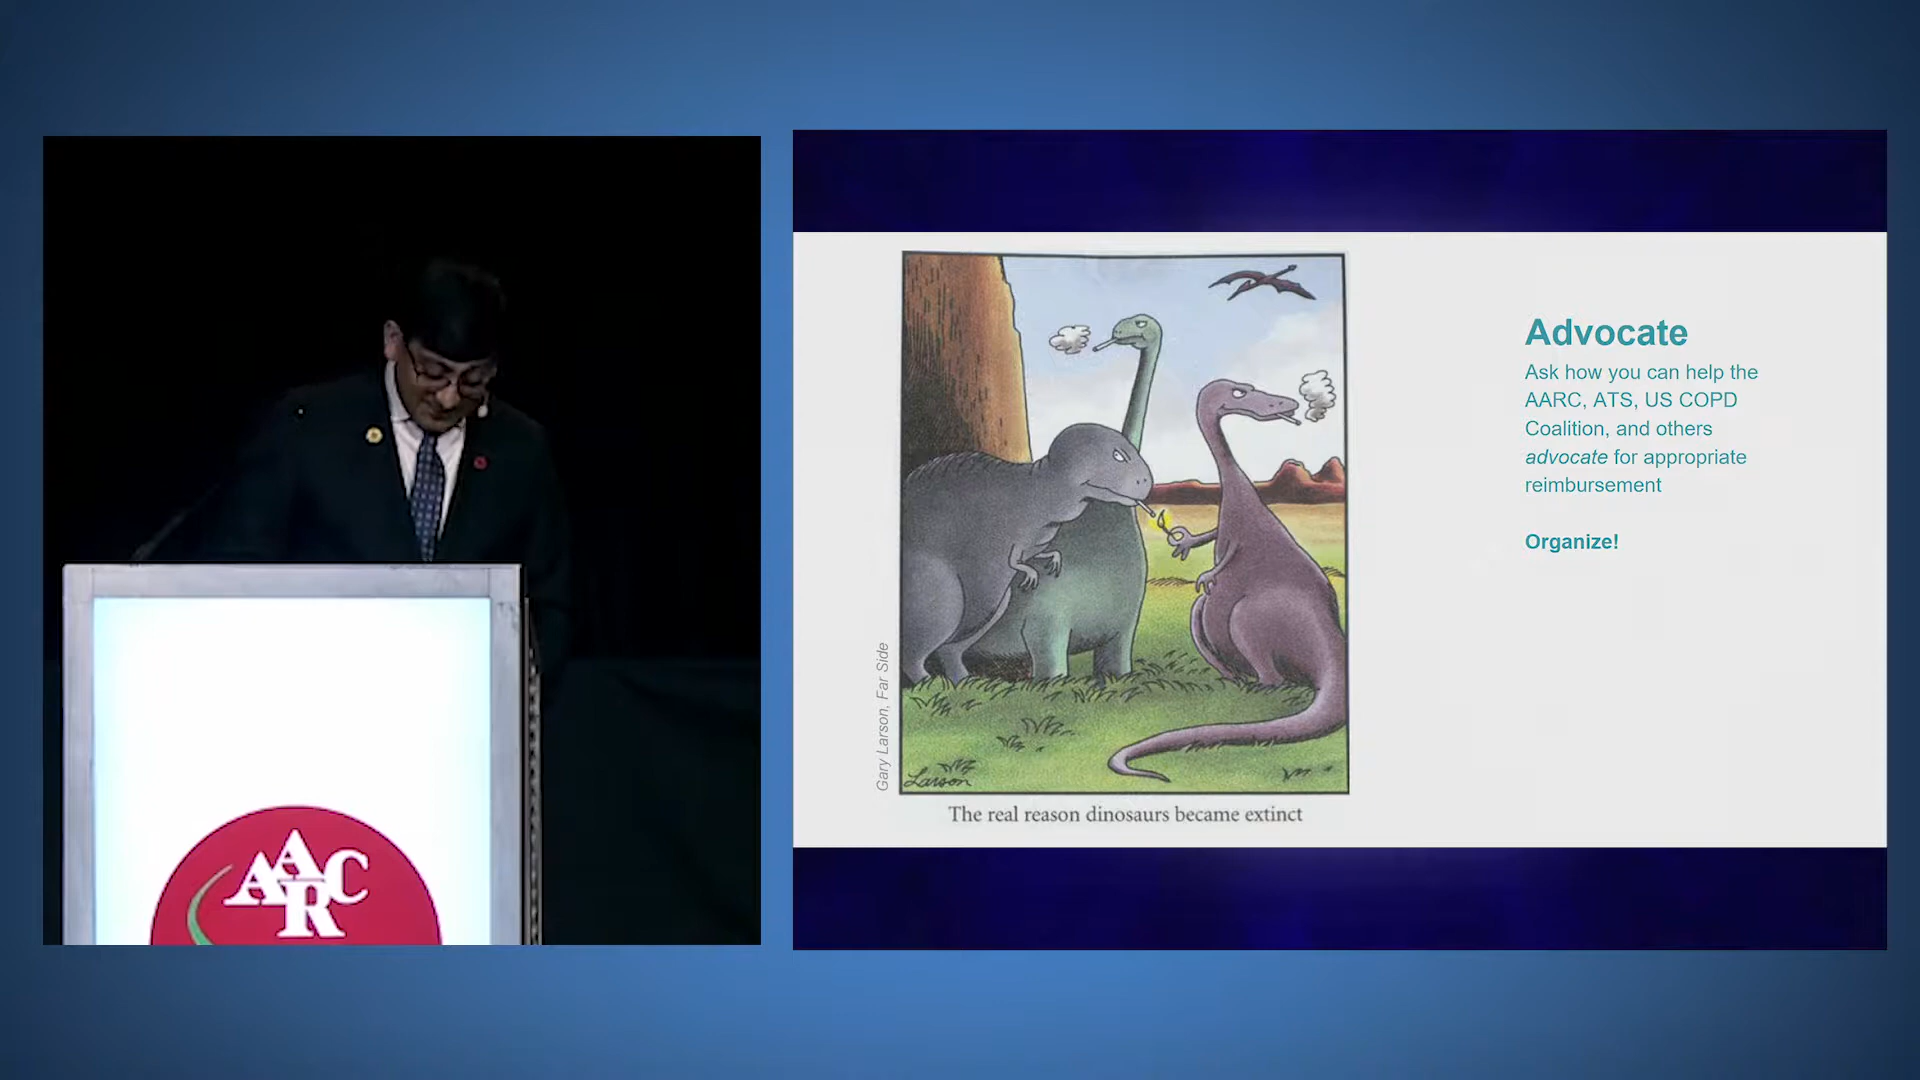 AARC
Gary Larson, Far Side
Larson
The real reason dinosaurs became extinct
Advocate
Ask how you can help the
AARC, ATS, US COPD
Coalition, and others
advocate for appropriate
reimbursement
Organize!